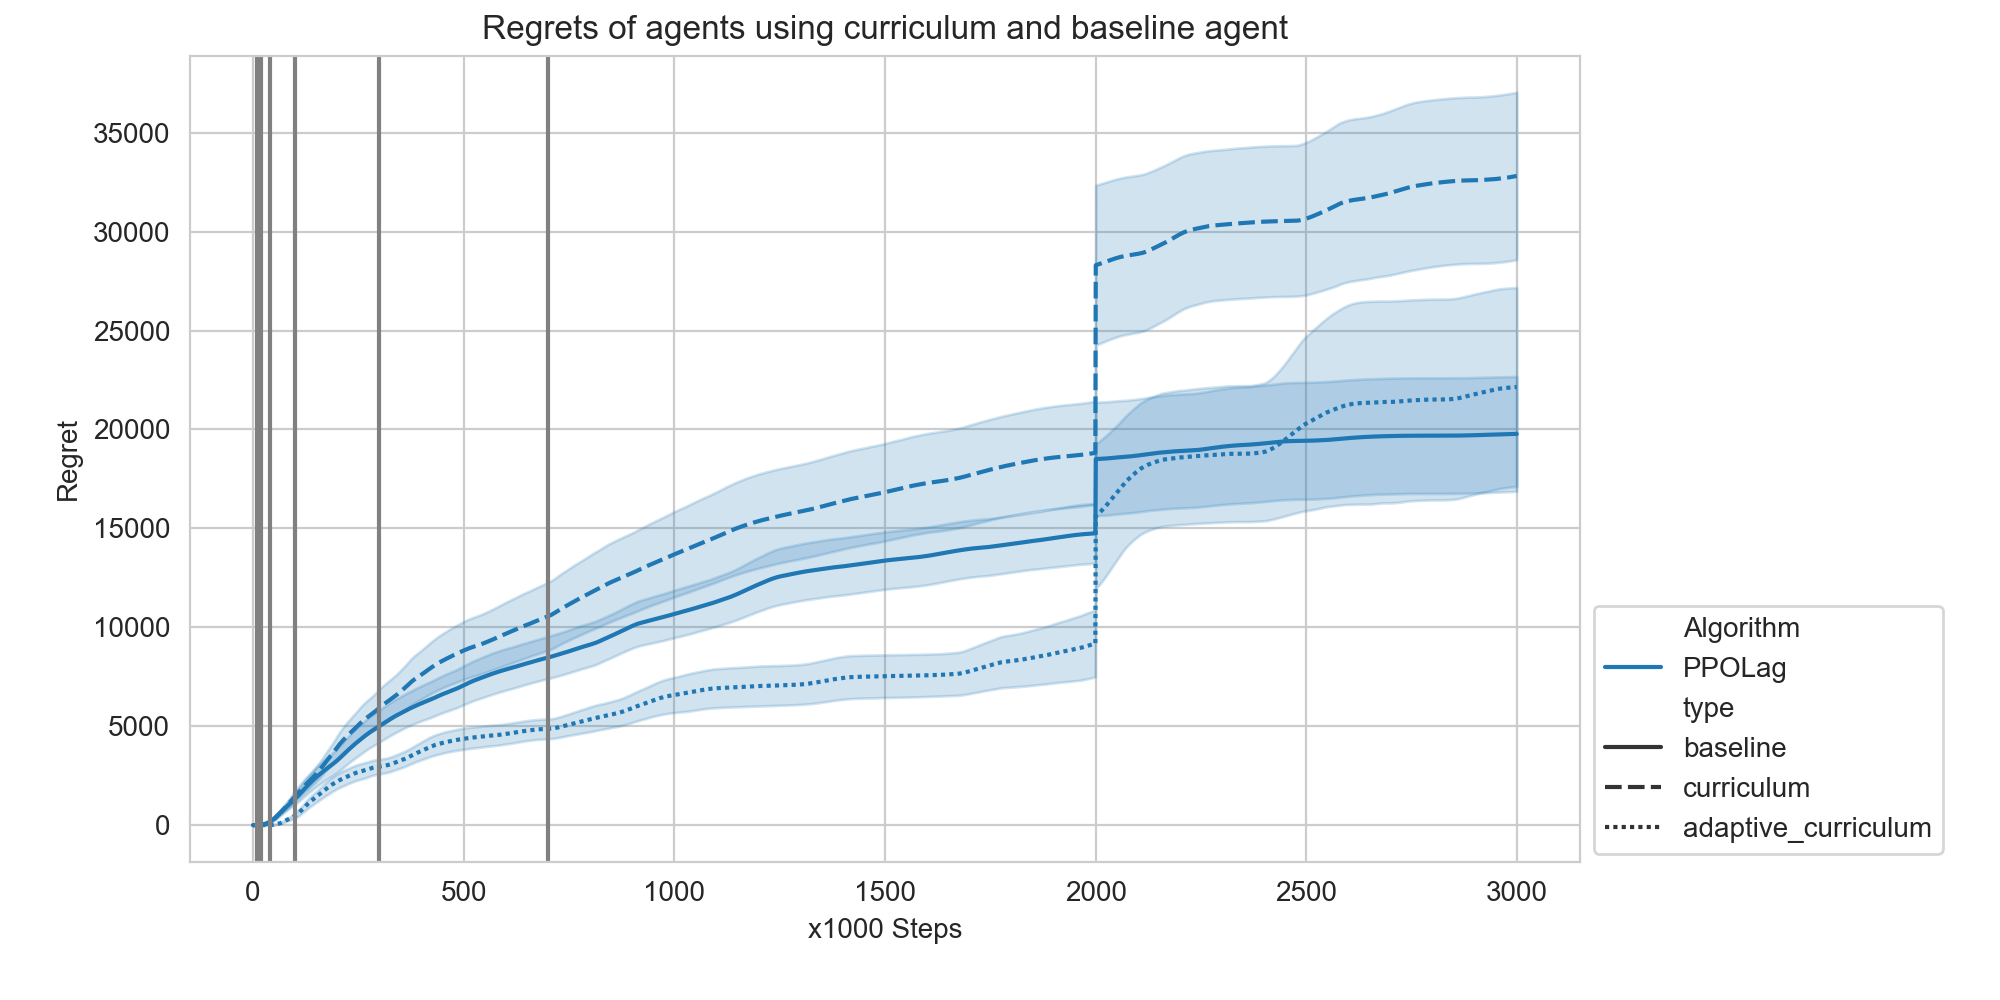 Regrets of agents using curriculum and baseline agent
Regret
35000
30000
25000
20000
15000
10000
5000
0
0 500 1000 1500 2000 2500 3000
x1000 Steps
Algorithm
PPOLag
type
baseline
curriculum
adaptive_curriculum